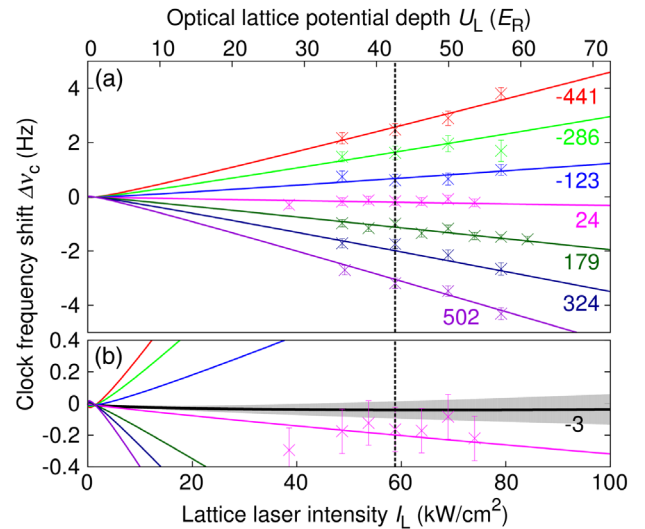 Optical lattice potential depth U_L (E_R)
0 10 20 30 40 50 60 70
(a)
4
2
0
-2
-4
-441
-286
-123
24
179
324
502
Clock frequency shift Δν_c (Hz)
(b)
0.4
0.2
0
-0.2
-0.4
-3
0 20 40 60 80 100
Lattice laser intensity I_L (kW/cm²)